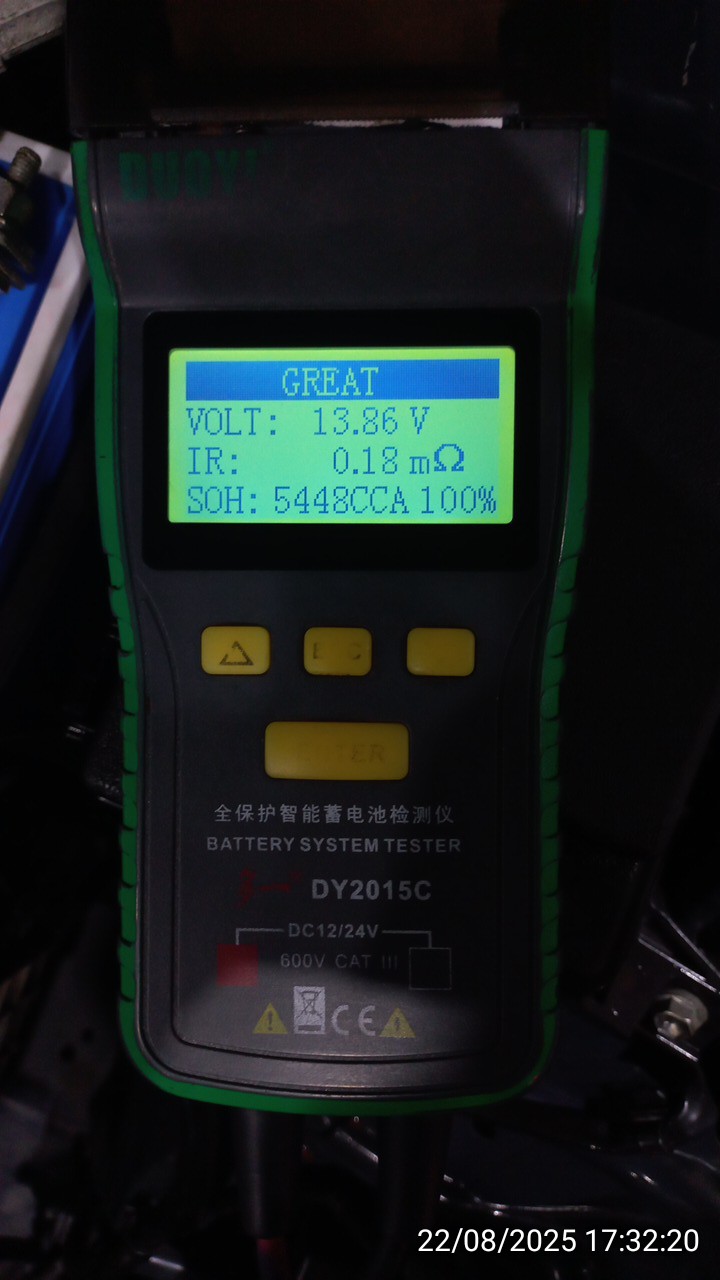 DUOYI
GREAT
VOLT: 13.86 V
IR: 0.18 mΩ
SOH: 5448CCA 100%
全保护智能蓄电池检测仪
BATTERY SYSTEM TESTER
DY2015C
DC12/24V
600V CAT III
CE
22/08/2025 17:32:20